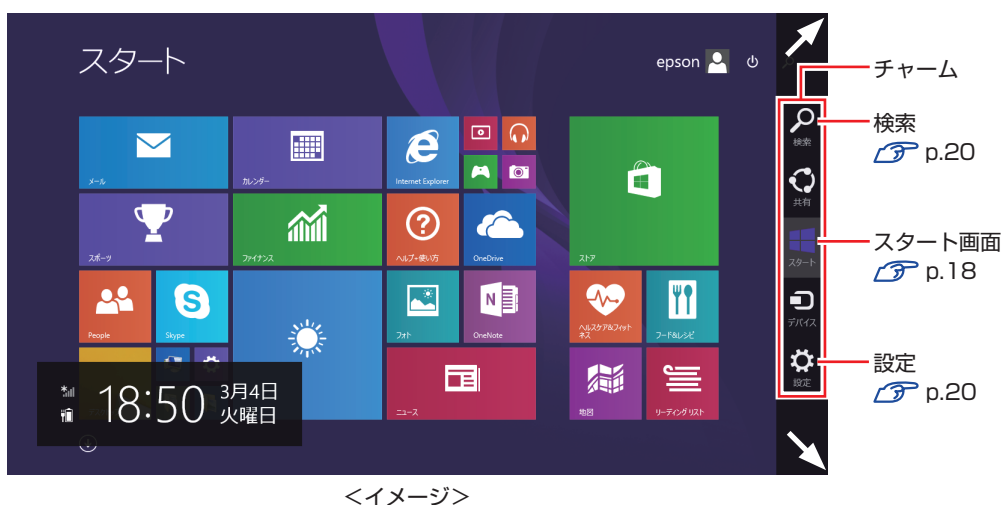 スタート
epson
メール
カレンダー
Internet Explorer
ストア
スポーツ
ファイナンス
ヘルプ+使い方
OneDrive
People
Skype
フォト
OneNote
ヘルスケア&フィットネス
フード&レシピ
ニュース
地図
リーディング リスト
18:50
3月4日
火曜日
検索
共有
スタート
デバイス
設定
チャーム
検索
p.20
スタート画面
p.18
設定
p.20
＜イメージ＞